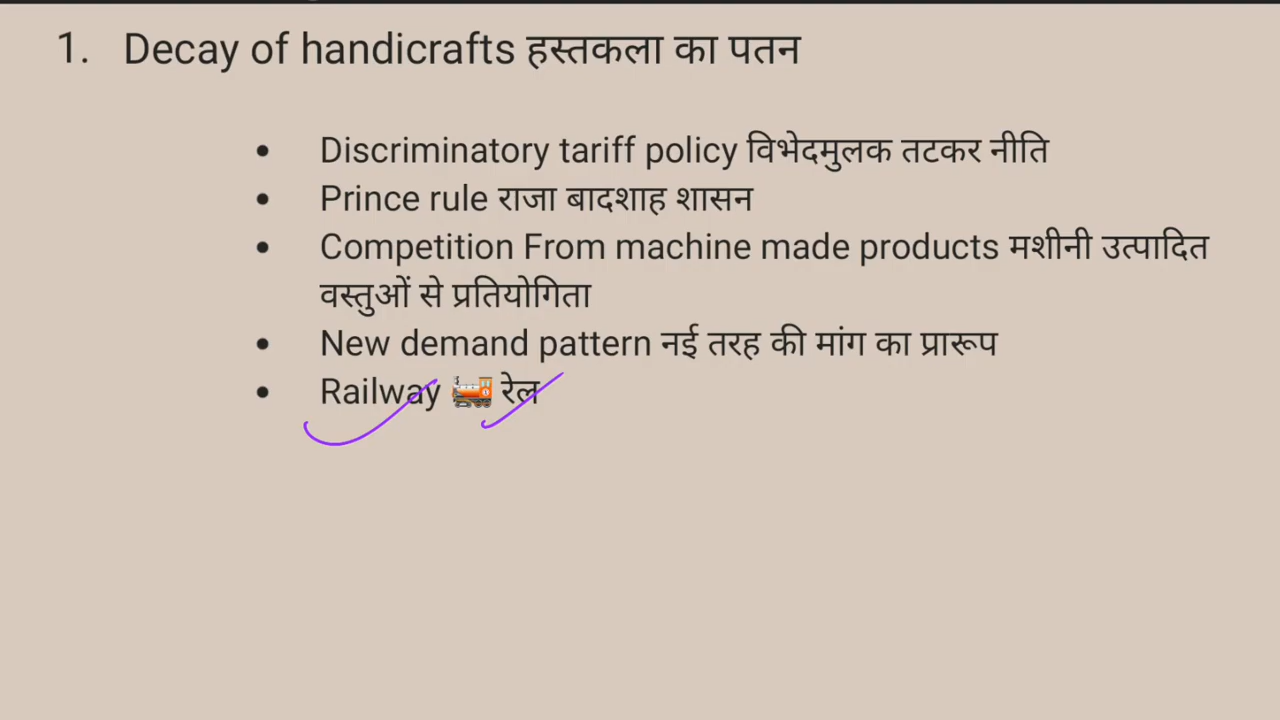 1. Decay of handicrafts हस्तकला का पतन
• Discriminatory tariff policy विभेदमुलक तटकर नीति
• Prince rule राजा बादशाह शासन
• Competition From machine made products मशीनी उत्पादित
वस्तुओं से प्रतियोगिता
• New demand pattern नई तरह की मांग का प्रारूप
• Railway 🚂 रेल